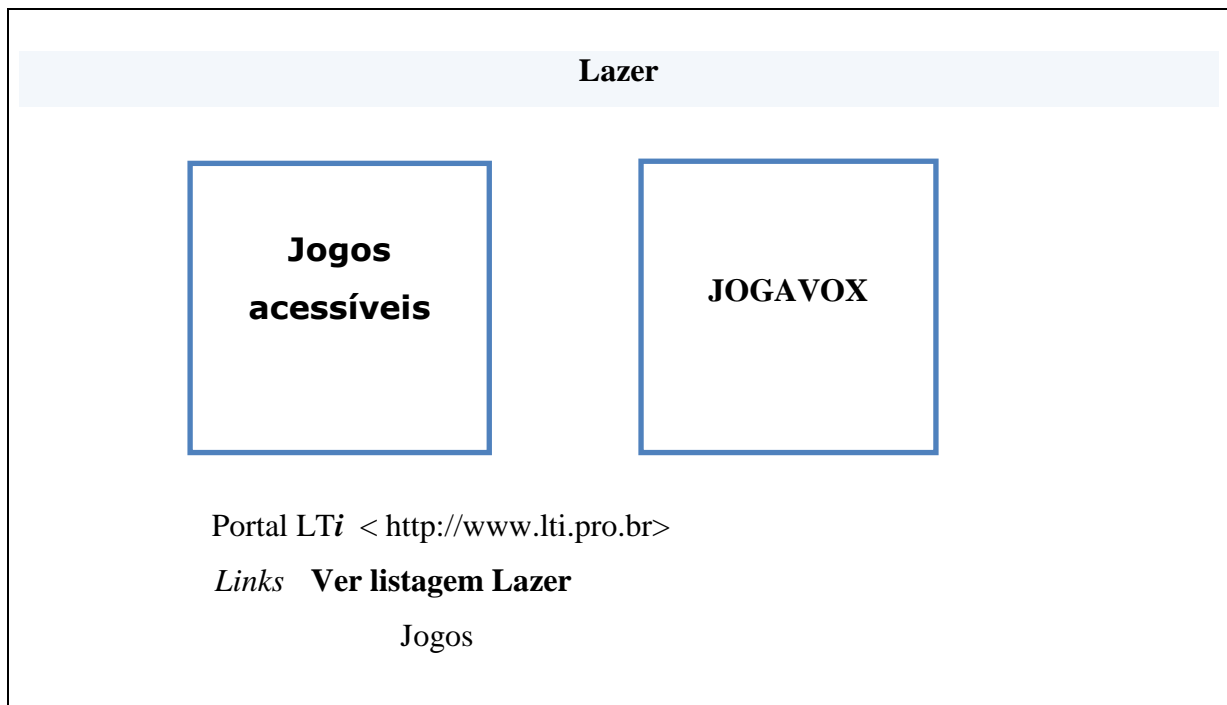 Lazer
Jogos
acessíveis
JOGAVOX
Portal LTi < http://www.lti.pro.br>
Links Ver listagem Lazer
Jogos